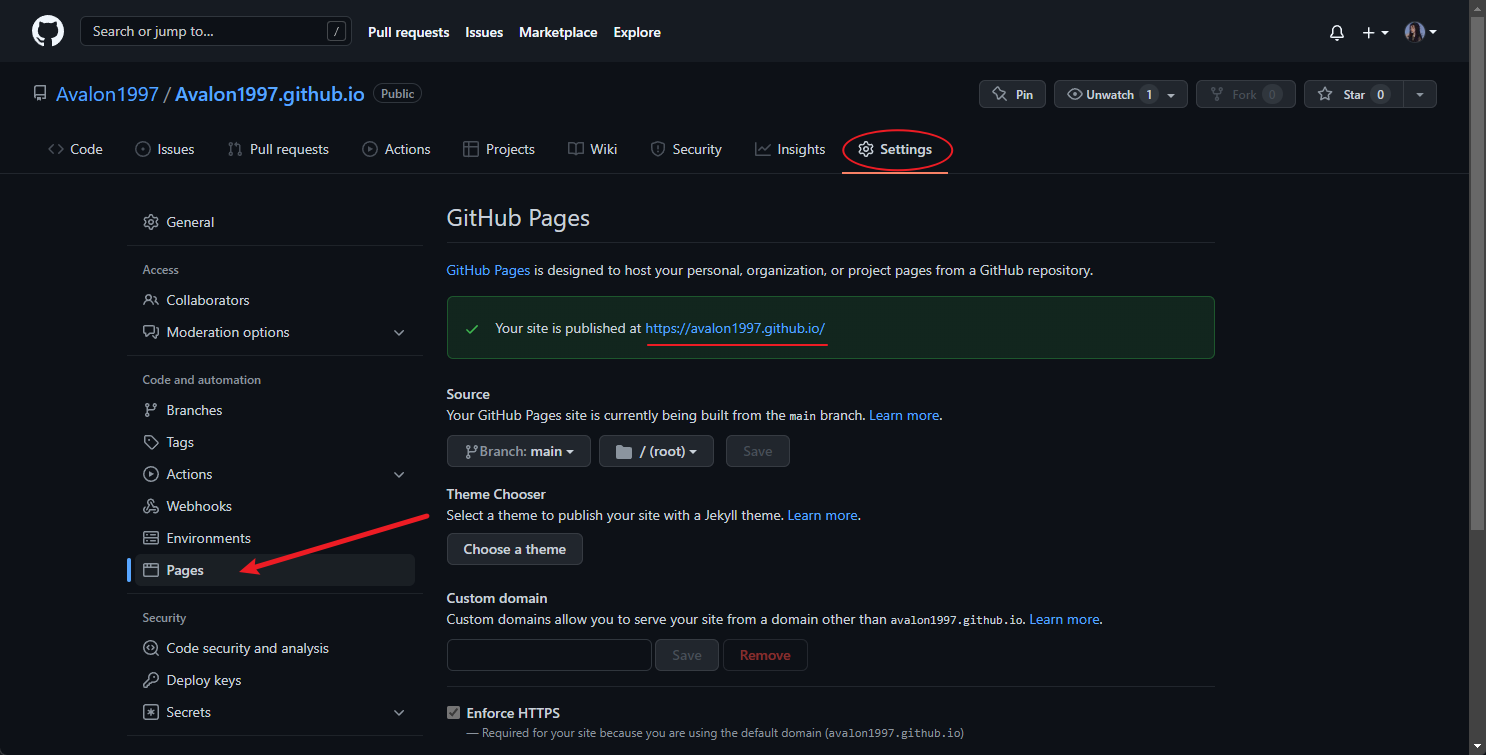 Search or jump to... /
Pull requests Issues Marketplace Explore
Avalon1997 / Avalon1997.github.io Public
Pin Unwatch 1 Fork 0 Star 0
Code Issues Pull requests Actions Projects Wiki Security Insights Settings
General
Access
Collaborators
Moderation options
Code and automation
Branches
Tags
Actions
Webhooks
Environments
Pages
Security
Code security and analysis
Deploy keys
Secrets
GitHub Pages
GitHub Pages is designed to host your personal, organization, or project pages from a GitHub repository.
Your site is published at https://avalon1997.github.io/
Source
Your GitHub Pages site is currently being built from the main branch. Learn more.
Branch: main / (root) Save
Theme Chooser
Select a theme to publish your site with a Jekyll theme. Learn more.
Choose a theme
Custom domain
Custom domains allow you to serve your site from a domain other than avalon1997.github.io. Learn more.
Save Remove
Enforce HTTPS
— Required for your site because you are using the default domain (avalon1997.github.io)